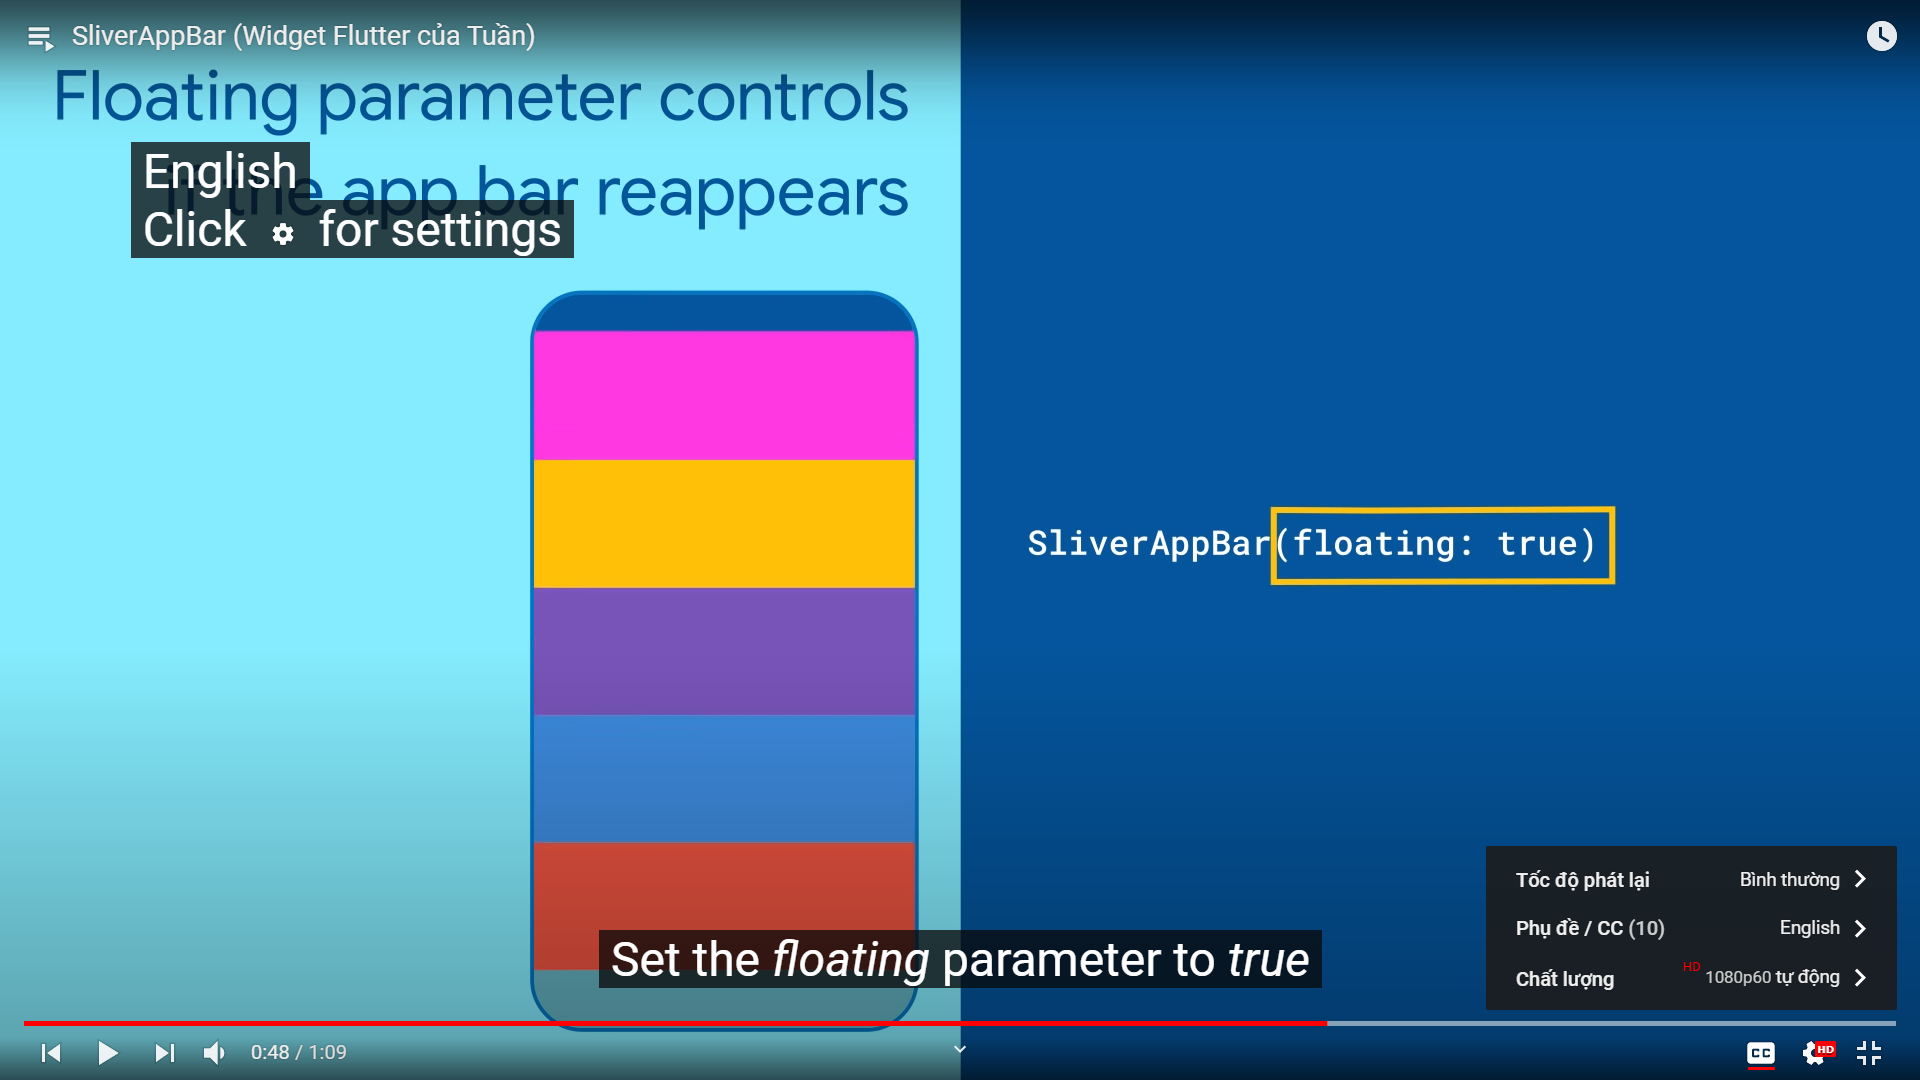 SliverAppBar (Widget Flutter của Tuần)
Floating parameter controls
the app bar reappears
English
Click for settings
SliverAppBar(floating: true)
Tốc độ phát lại Bình thường
Phụ đề / CC (10) English
Chất lượng HD 1080p60 tự động
Set the floating parameter to true
0:48 / 1:09
CC
HD